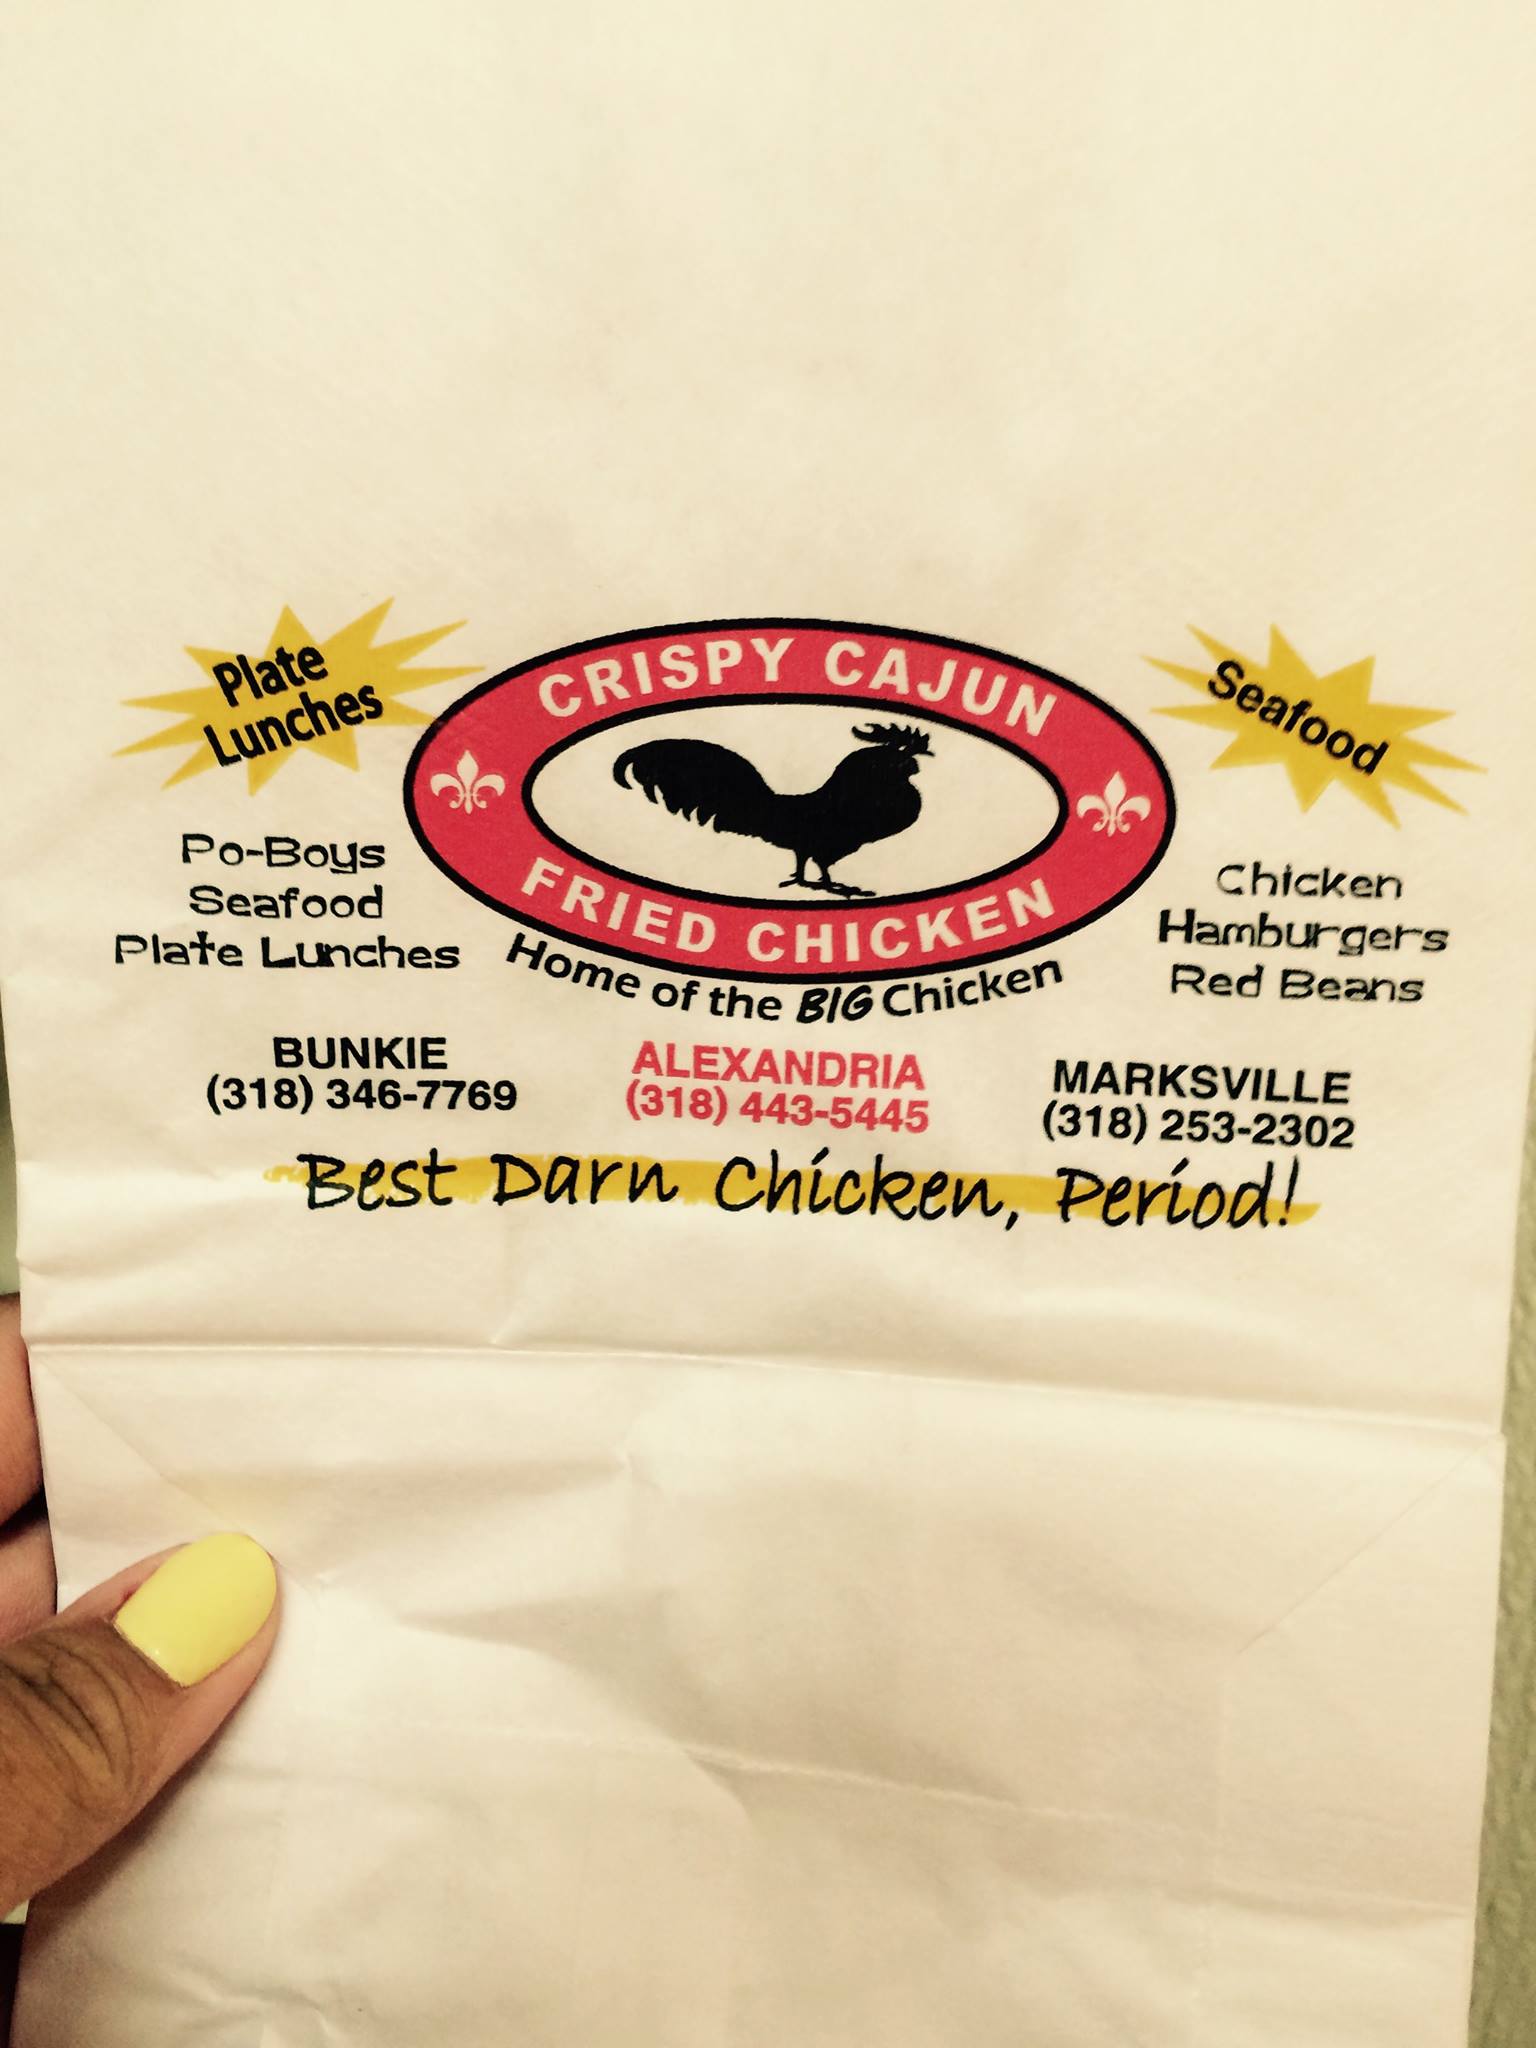 Plate
Lunches
CRISPY CAJUN
FRIED CHICKEN
Seafood
Po-Boys
Seafood
Plate Lunches
Home of the BIG Chicken
Chicken
Hamburgers
Red Beans
BUNKIE
(318) 346-7769
ALEXANDRIA
(318) 443-5445
MARKSVILLE
(318) 253-2302
Best Darn Chicken, Period!